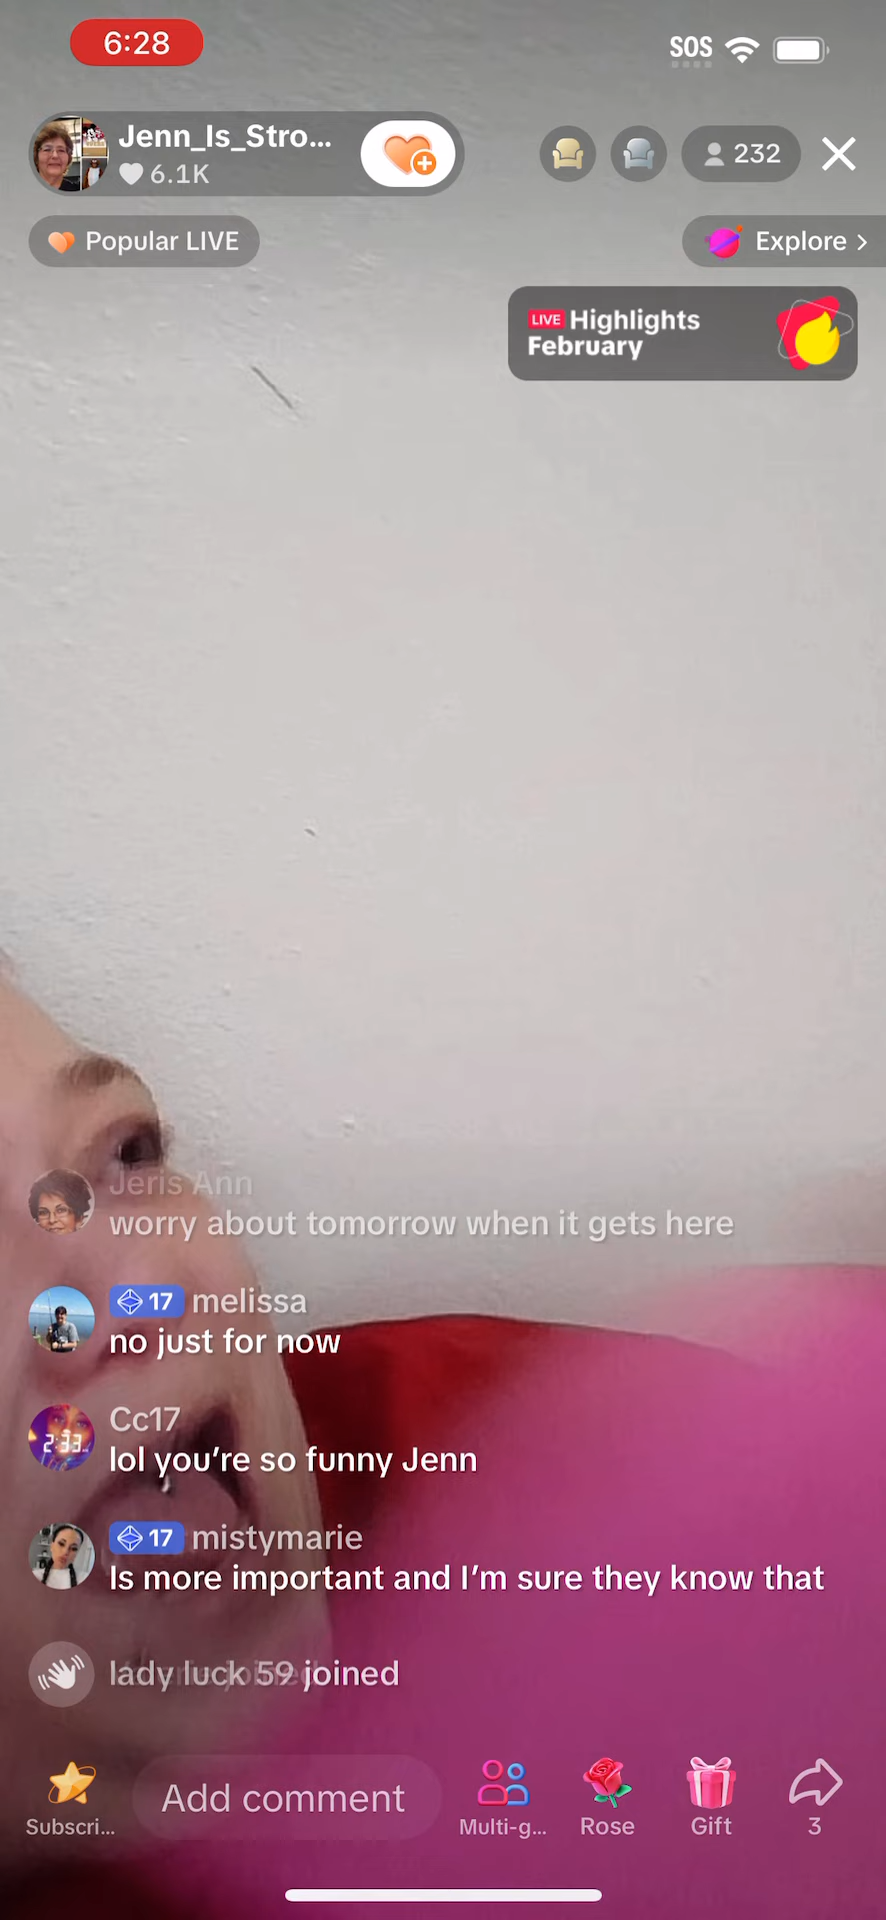 6:28
SOS
Jenn_Is_Stro...
6.1K
232
Popular LIVE
Explore >
LIVE Highlights
February
Jeris Ann
worry about tomorrow when it gets here
17 melissa
no just for now
2:33
Cc17
lol you're so funny Jenn
17 mistymarie
Is more important and I'm sure they know that
lady luck 59 joined
Add comment
Subscri...
Multi-g...
Rose
Gift
3